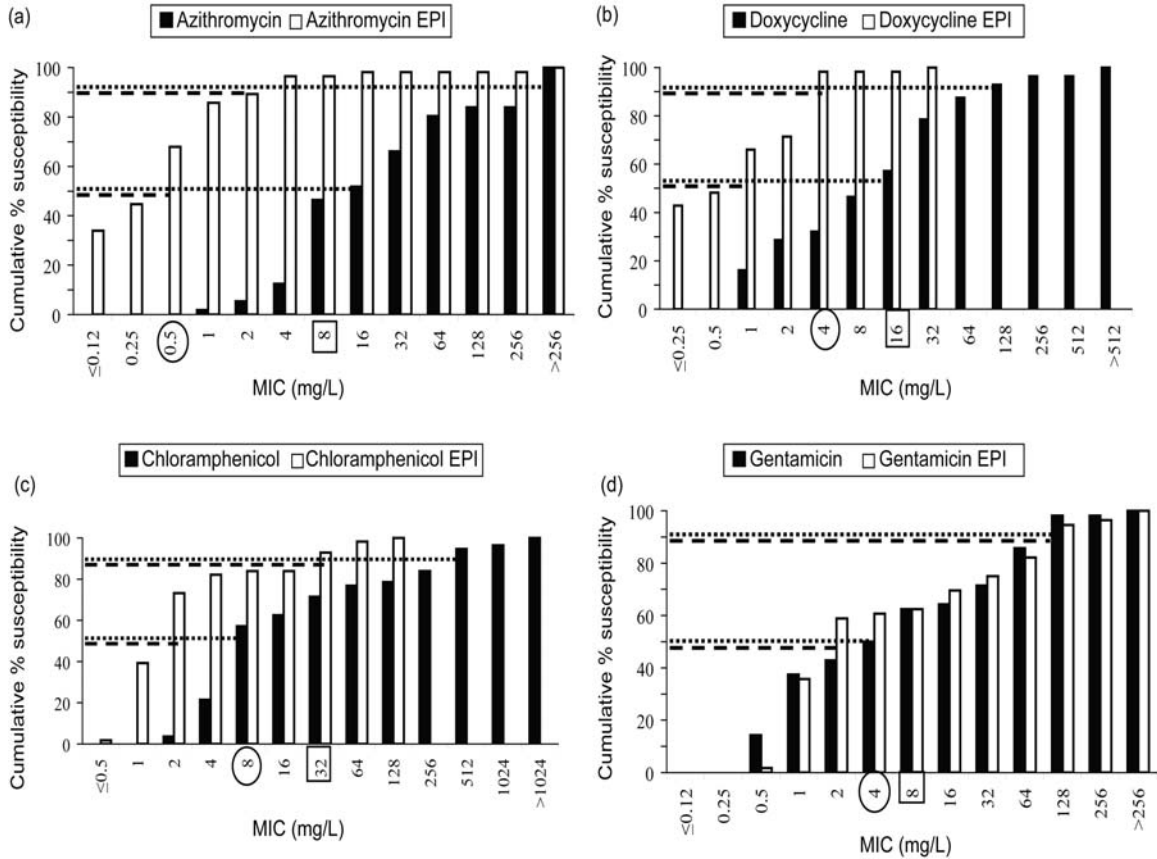 (a)
Azithromycin Azithromycin EPI
Cumulative % susceptibility
100
80
60
40
20
0
≤0.12 0.25 0.5 1 2 4 8 16 32 64 128 256 >256
MIC (mg/L)
(b)
Doxycycline Doxycycline EPI
Cumulative % susceptibility
100
80
60
40
20
0
≤0.25 0.5 1 2 4 8 16 32 64 128 256 512 >512
MIC (mg/L)
(c)
Chloramphenicol Chloramphenicol EPI
Cumulative % susceptibility
100
80
60
40
20
0
≤0.5 1 2 4 8 16 32 64 128 256 512 1024 >1024
MIC (mg/L)
(d)
Gentamicin Gentamicin EPI
Cumulative % susceptibility
100
80
60
40
20
0
≤0.12 0.25 0.5 1 2 4 8 16 32 64 128 256 >256
MIC (mg/L)